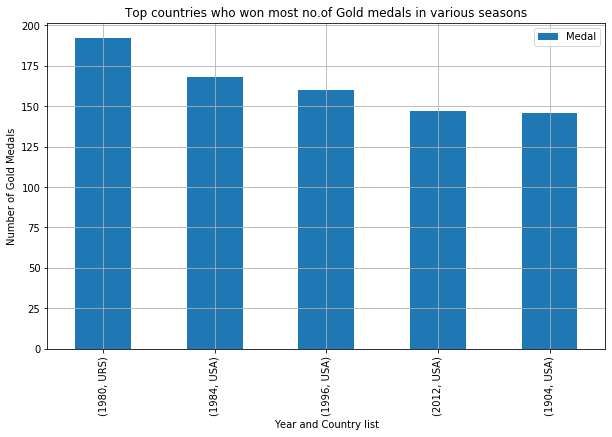 Top countries who won most no.of Gold medals in various seasons
Medal
Number of Gold Medals
200
175
150
125
100
75
50
25
0
(1980, URS)
(1984, USA)
(1996, USA)
(2012, USA)
(1904, USA)
Year and Country list